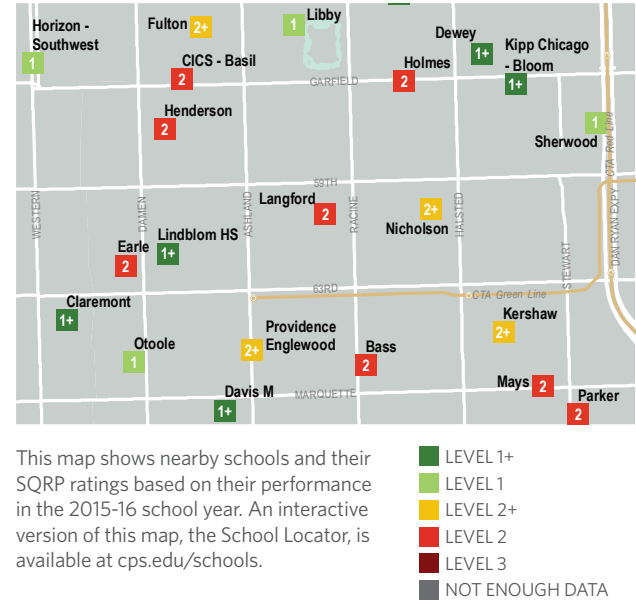 Horizon -
Southwest
1
Fulton
2+
1
Libby
CICS - Basil
2
Dewey
1+
Kipp Chicago
- Bloom
1+
Holmes
2
GARFIELD
Henderson
2
1
Sherwood
CTA Red Line
59TH
Langford
2
2+
Nicholson
WESTERN
DAMEN
ASHLAND
RACINE
HALSTED
STEWART
DAN RYAN EXPY
Lindblom HS
1+
Earle
2
63RD
CTA Green Line
Claremont
1+
Kershaw
2+
Providence
Englewood
2+
Otoole
1
Bass
2
Mays
2
Davis M
1+
MARQUETTE
Parker
2
This map shows nearby schools and their
SQRP ratings based on their performance
in the 2015-16 school year. An interactive
version of this map, the School Locator, is
available at cps.edu/schools.
LEVEL 1+
LEVEL 1
LEVEL 2+
LEVEL 2
LEVEL 3
NOT ENOUGH DATA